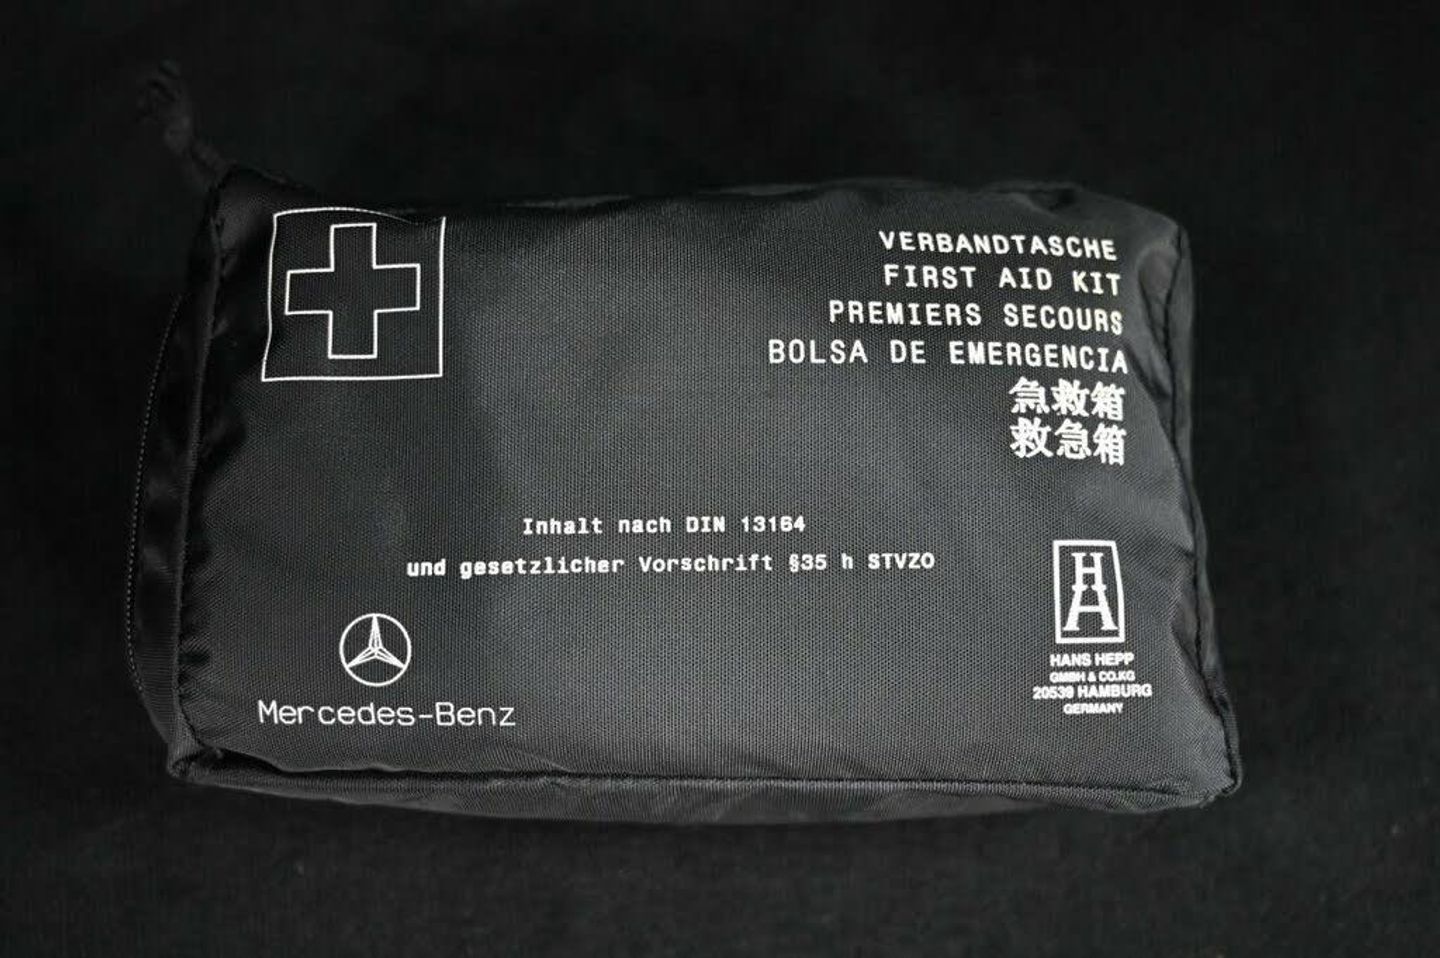 VERBANDTASCHE
FIRST AID KIT
PREMIERS SECOURS
BOLSA DE EMERGENCIA
急救箱
救急箱
Inhalt nach DIN 13164
und gesetzlicher Vorschrift §35 h STVZO
Mercedes-Benz
HH
HANS HEPP
GMBH & CO.KG
20539 HAMBURG
GERMANY